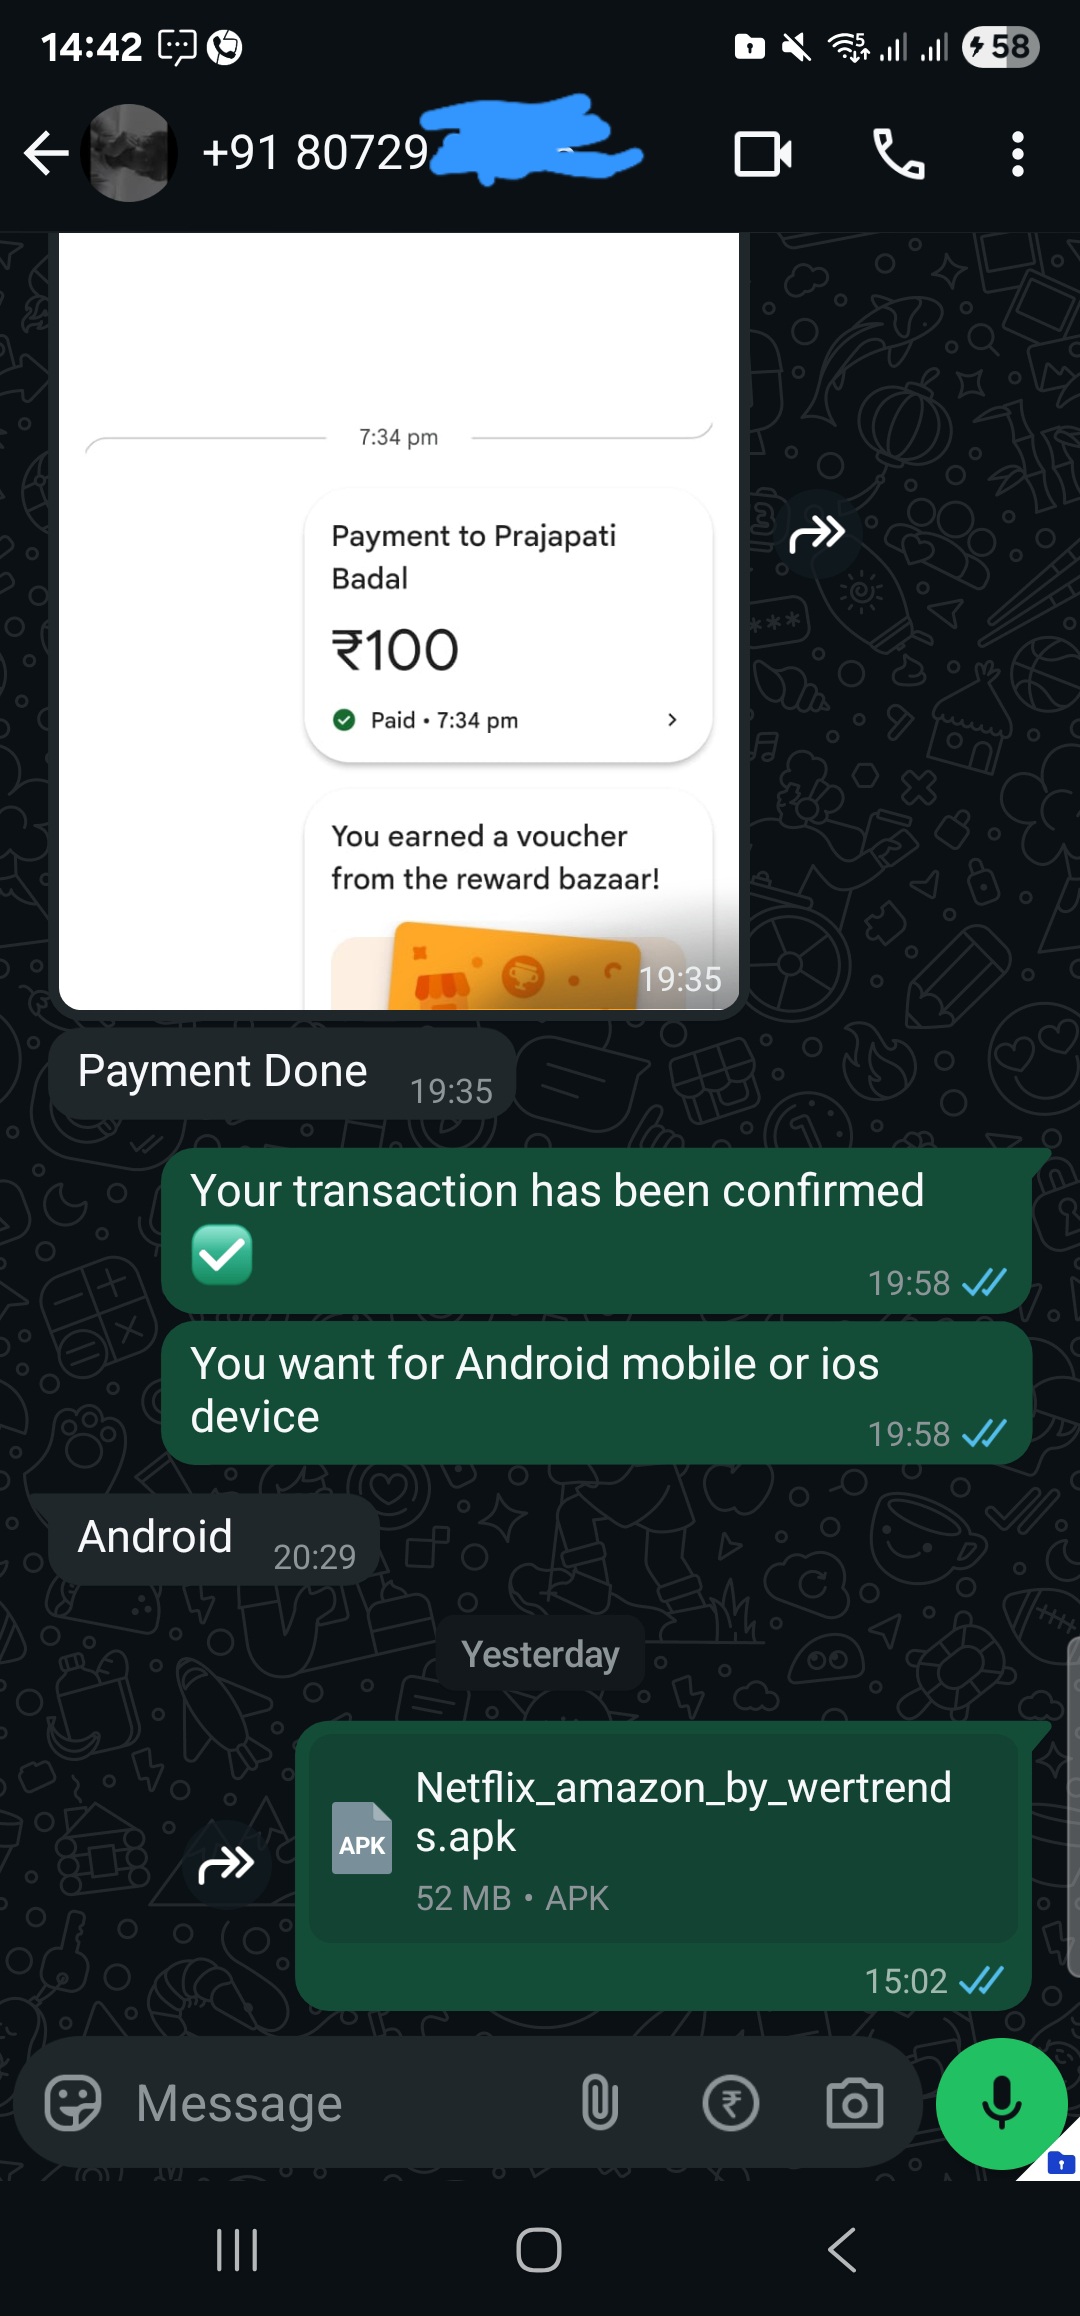 14:42
5
58
+91 80729
7:34 pm
Payment to Prajapati
Badal
₹100
Paid • 7:34 pm
You earned a voucher
from the reward bazaar!
19:35
Payment Done 19:35
Your transaction has been confirmed
✅
19:58
You want for Android mobile or ios
device
19:58
Android 20:29
Yesterday
Netflix_amazon_by_wertrend
s.apk
APK
52 MB • APK
15:02
Message